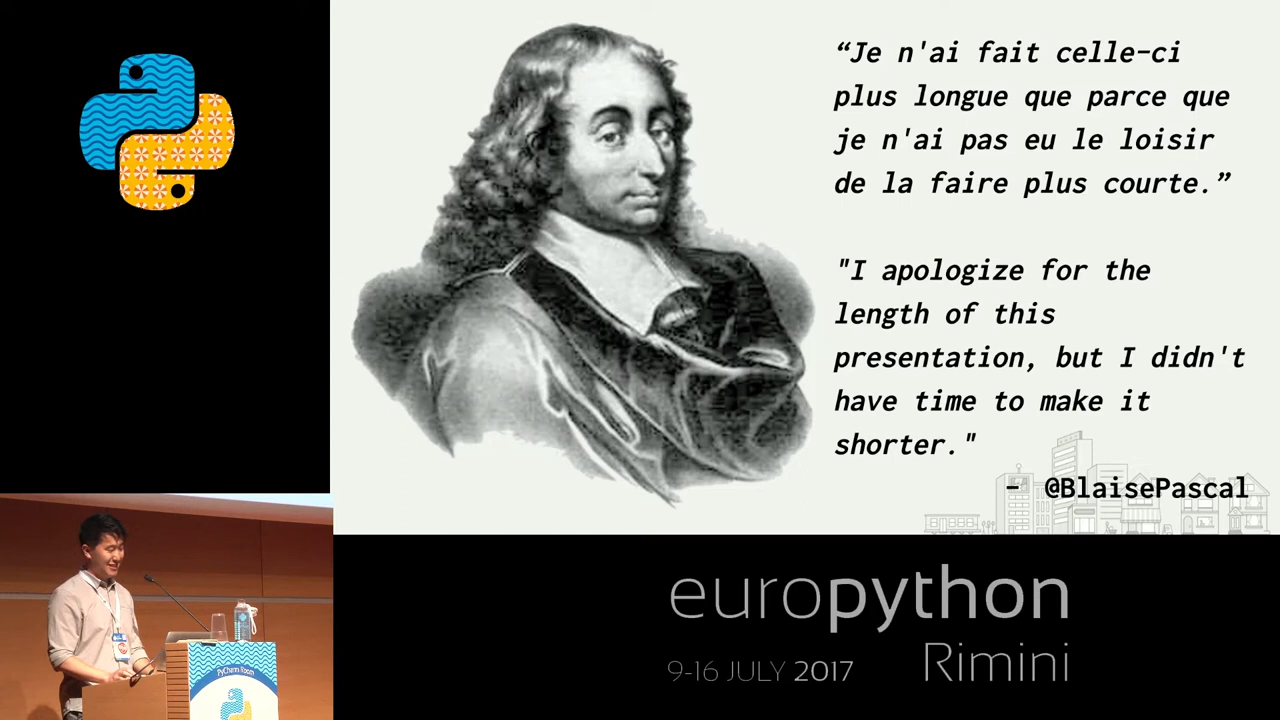 “Je n'ai fait celle-ci
plus longue que parce que
je n'ai pas eu le loisir
de la faire plus courte.”
"I apologize for the
length of this
presentation, but I didn't
have time to make it
shorter."
- @BlaisePascal
PyCharm Room
europython
Rimini
9-16 JULY 2017